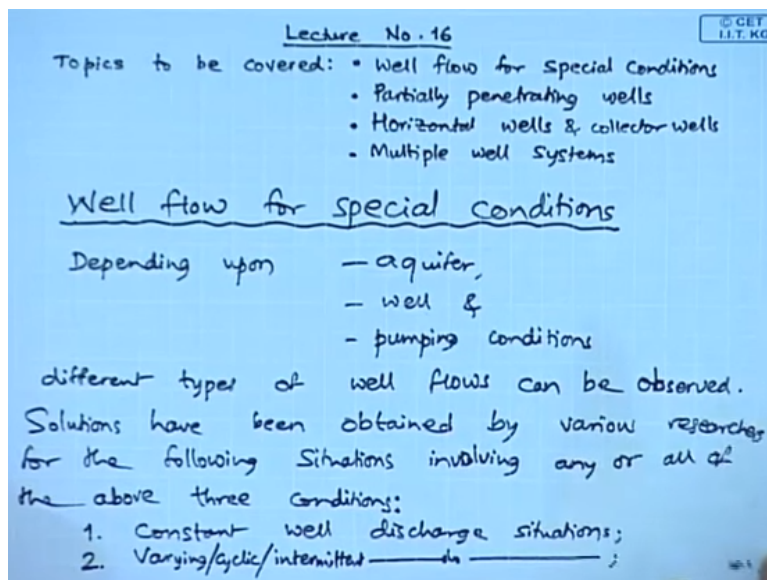 Lecture No. 16
© CET
I.I.T. KG
Topics to be covered: • Well flow for special conditions
• Partially penetrating wells
• Horizontal wells & collector wells
• Multiple well systems
Well flow for special conditions
Depending upon — aquifer,
— well &
- pumping conditions
different types of well flows can be observed.
Solutions have been obtained by various researches
for the following situations involving any or all of
the above three conditions:
1. Constant well discharge situations;
2. Varying/cyclic/intermittent —— do —— ;